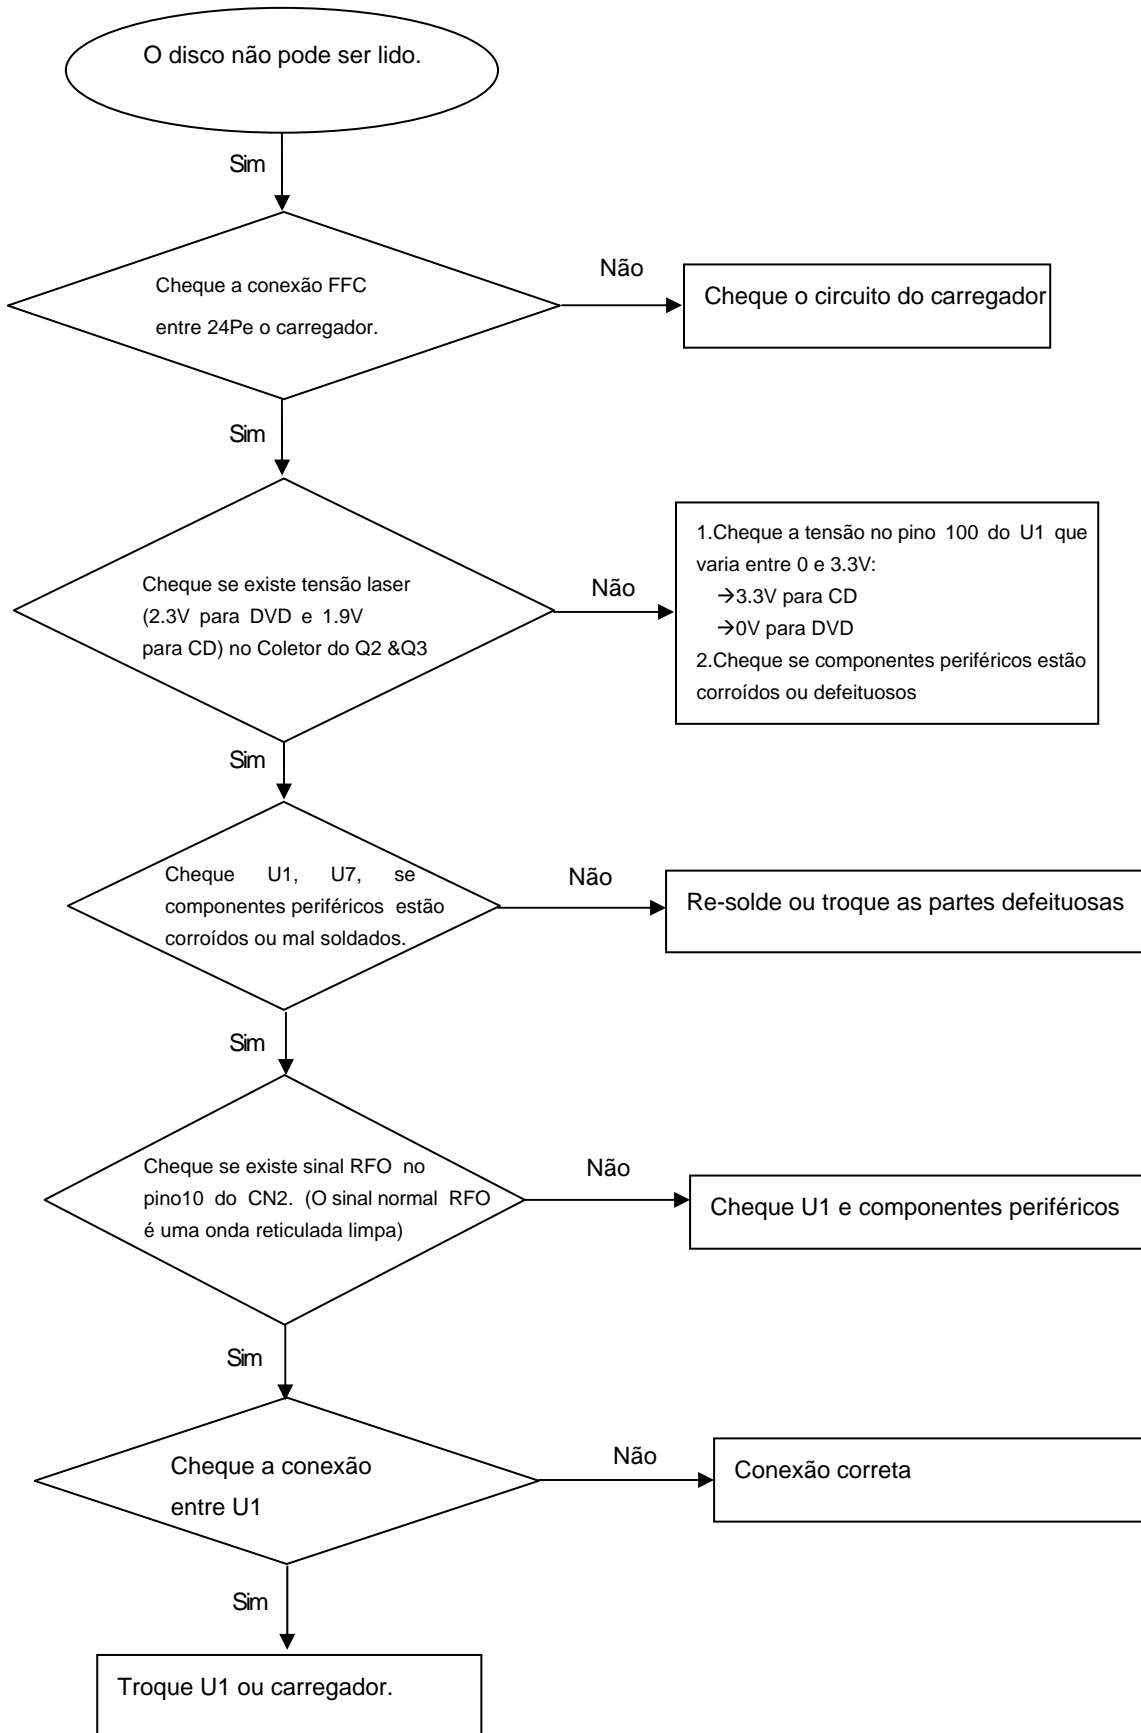 O disco não pode ser lido.
Sim
Cheque a conexão FFC
entre 24Pe o carregador.
Não
Cheque o circuito do carregador
Sim
Cheque se existe tensão laser
(2.3V para DVD e 1.9V
para CD) no Coletor do Q2 &Q3
Não
1.Cheque a tensão no pino 100 do U1 que
varia entre 0 e 3.3V:
→3.3V para CD
→0V para DVD
2.Cheque se componentes periféricos estão
corroídos ou defeituosos
Sim
Cheque U1, U7, se
componentes periféricos estão
corroídos ou mal soldados.
Não
Re-solde ou troque as partes defeituosas
Sim
Cheque se existe sinal RFO no
pino10 do CN2. (O sinal normal RFO
é uma onda reticulada limpa)
Não
Cheque U1 e componentes periféricos
Sim
Cheque a conexão
entre U1
Não
Conexão correta
Sim
Troque U1 ou carregador.